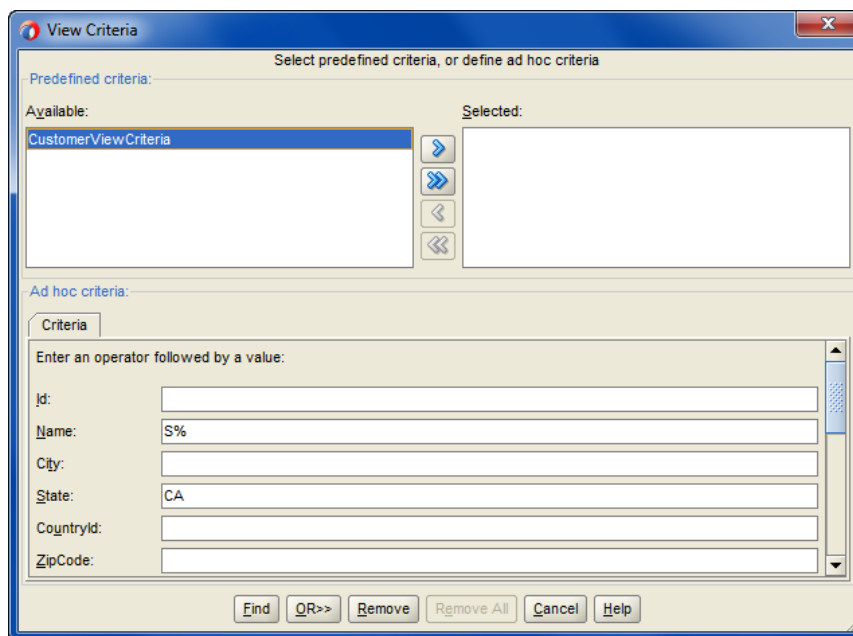 View Criteria
Select predefined criteria, or define ad hoc criteria
Predefined criteria:
Available:
Selected:
CustomerViewCriteria
Ad hoc criteria:
Criteria
Enter an operator followed by a value:
Id:
Name: S%
City:
State: CA
CountryId:
ZipCode:
Find OR>> Remove Remove All Cancel Help